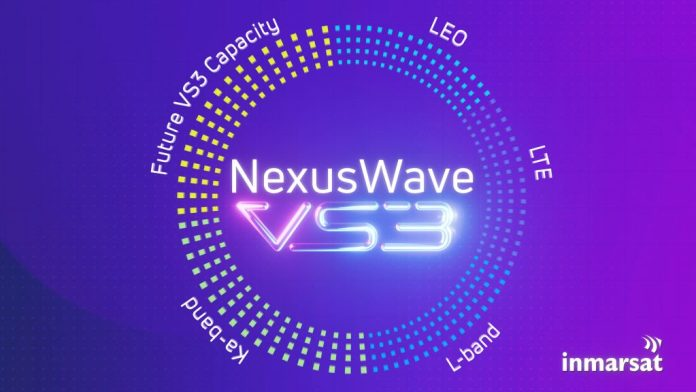 Future VS3 Capacity
LEO
LTE
NexusWave
VS3
Ka-band
L-band
inmarsat